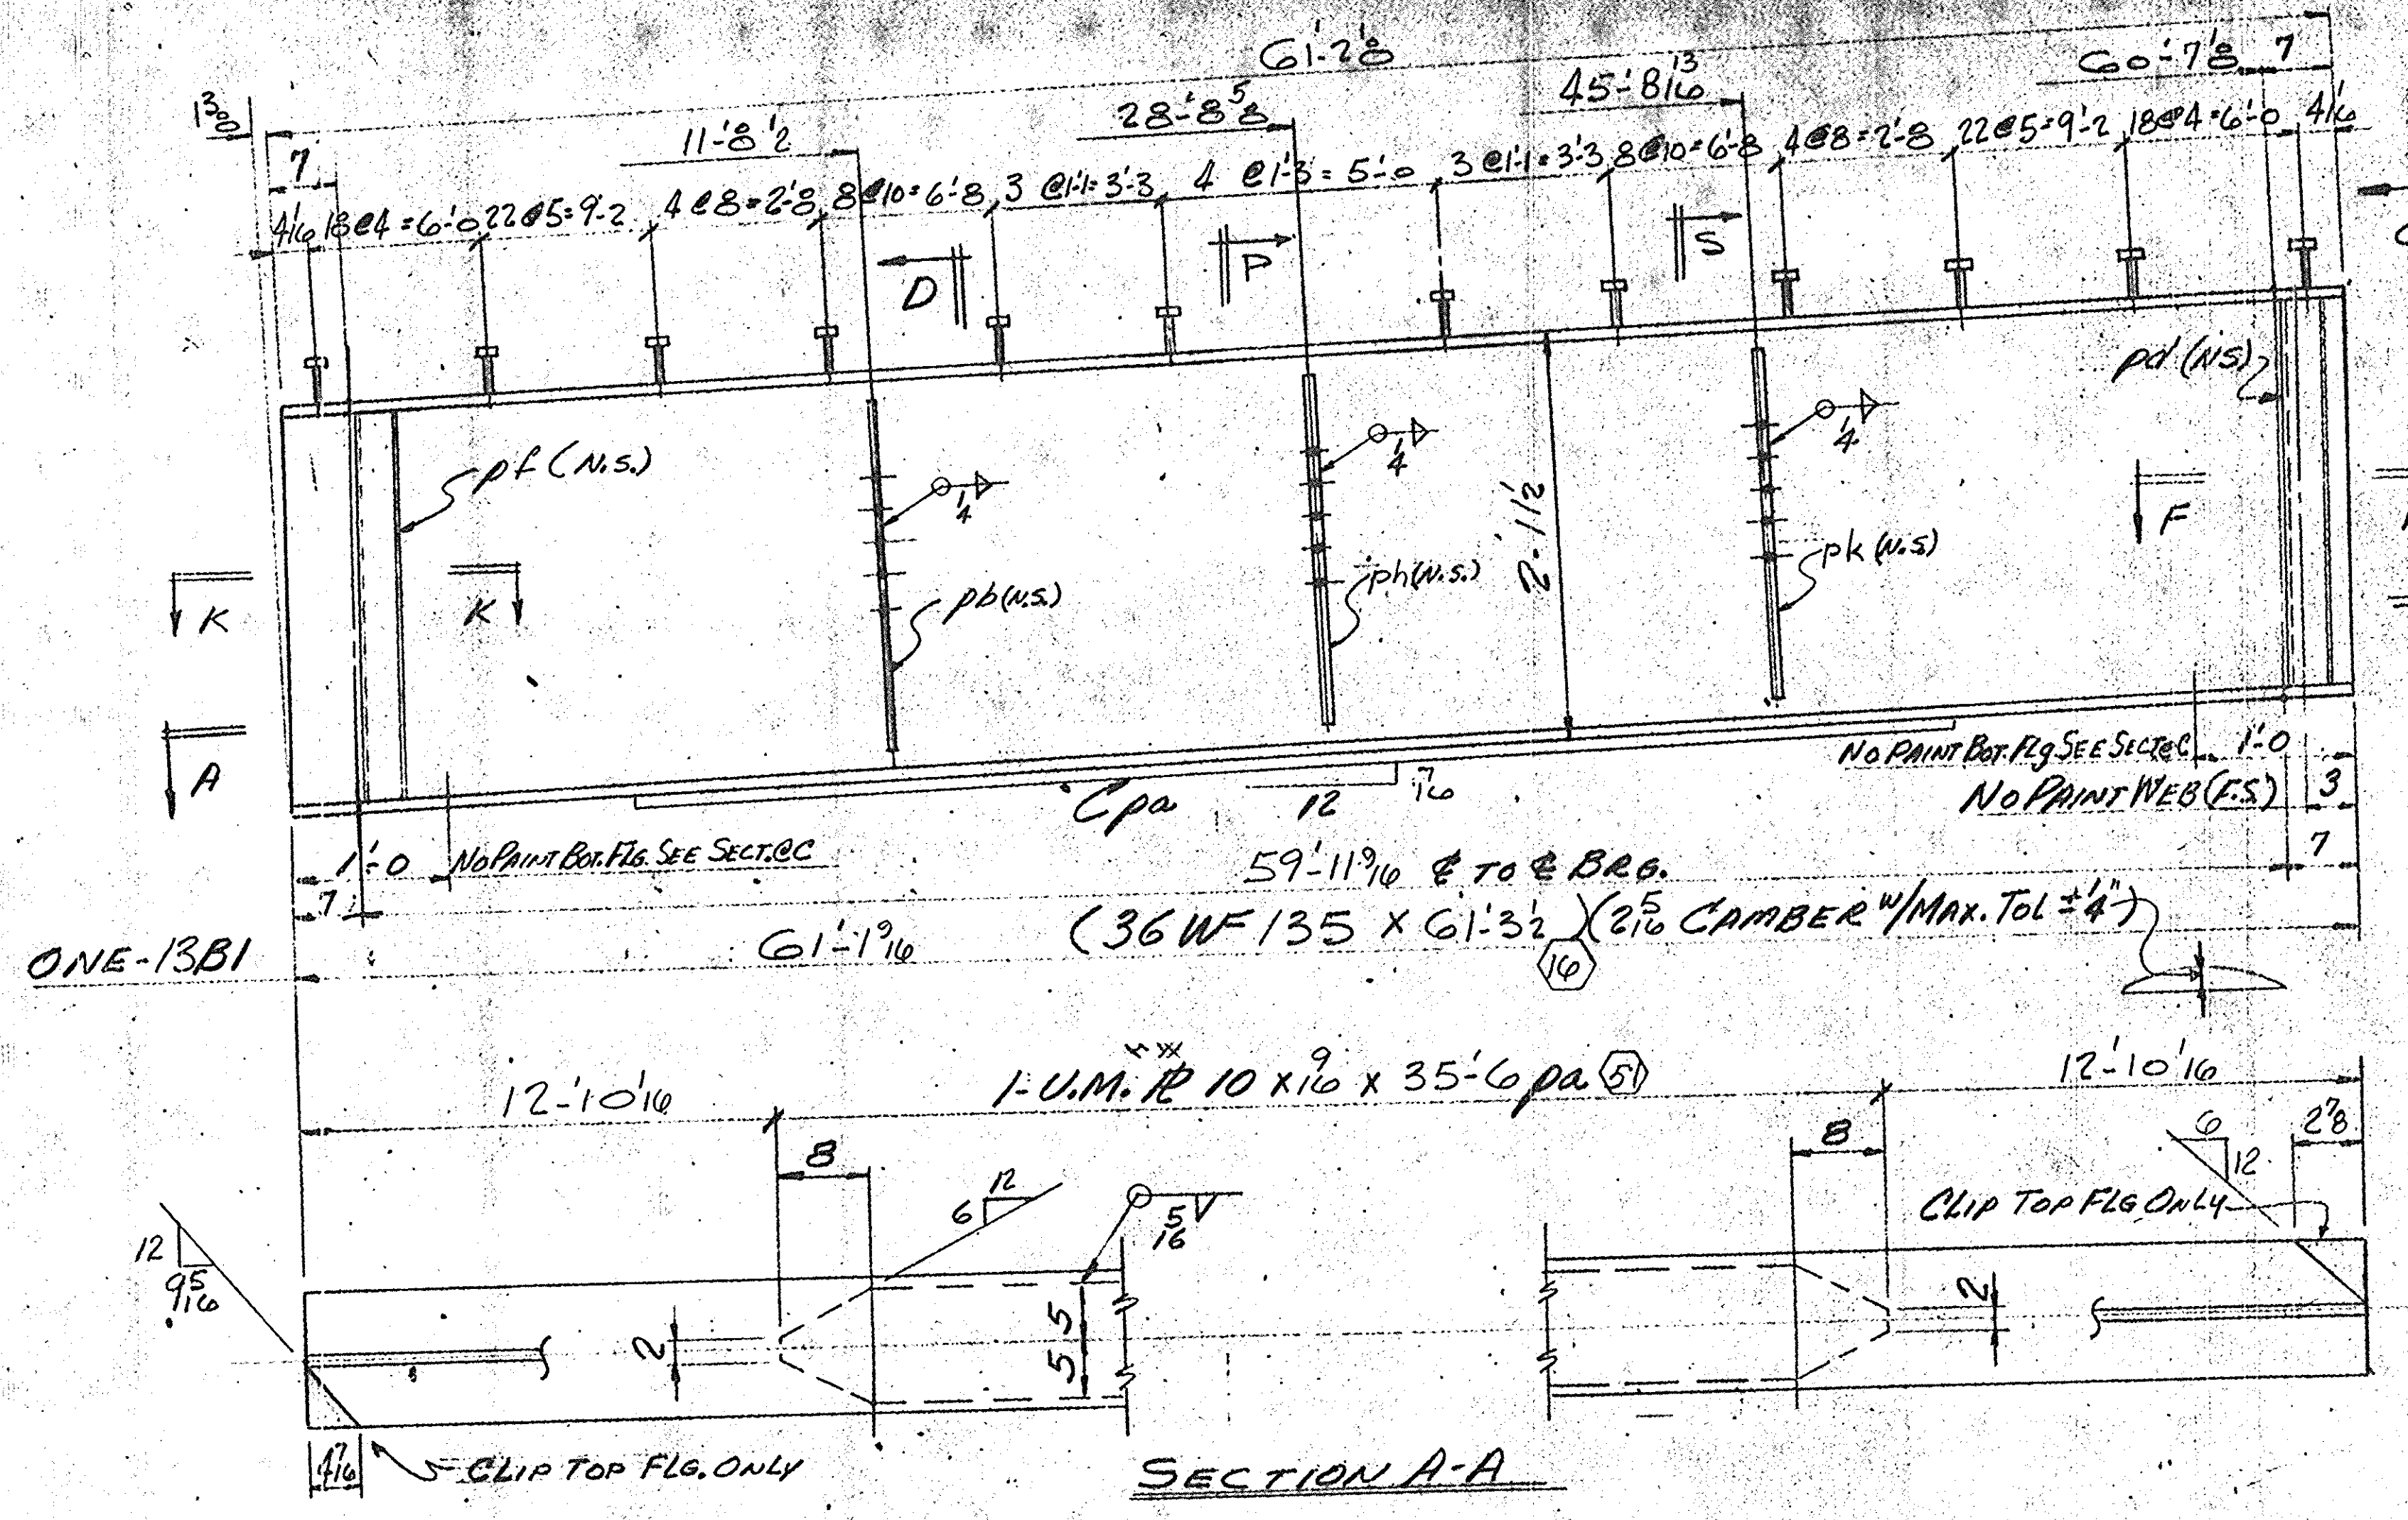 61'-2 1/8
1 3/8
11'-8 1/2
28'-8 5/8
45'-8 13/16
60'-7 1/8
7
7
4 1/16 18@4=6'-0 22@5=9'-2 4@8=2'-8 8@10=6'-8 3 @1'-1=3'-3 4 @1'-3=5'-0 3@1'-1=3'-3 8@10=6'-8 4@8=2'-8 22@5=9'-2 18@4=6'-0 4 1/16
D
P
S
pf (N.S.)
1/4
1/4
1/4
pd (NS)
K
K
pb (N.S.)
ph (N.S.)
2'-1 1/2
pk (N.S)
F
A
Cpa
12
7/16
NO PAINT BOT. FLG SEE SECT@C
1'-0
NO PAINT WEB (F.S.)
3
1'-0
NO PAINT BOT. FLG. SEE SECT.@C
59'-11 9/16 ℄ TO ℄ BRG.
7
7
ONE-13B1
61'-1 9/16
(36 WF 135 x 61'-3 1/2)(2 5/16 CAMBER W/MAX. TOL ±1/4")
16
12'-10 1/16
1-U.M. PL 10 x 9/16 x 35'-6 pa 51
12'-10 1/16
8
8
6
12
2 7/8
12
6
5/16
CLIP TOP FLG ONLY
12
9 5/16
2
5
5
2
4 7/16
CLIP TOP FLG. ONLY
SECTION A-A